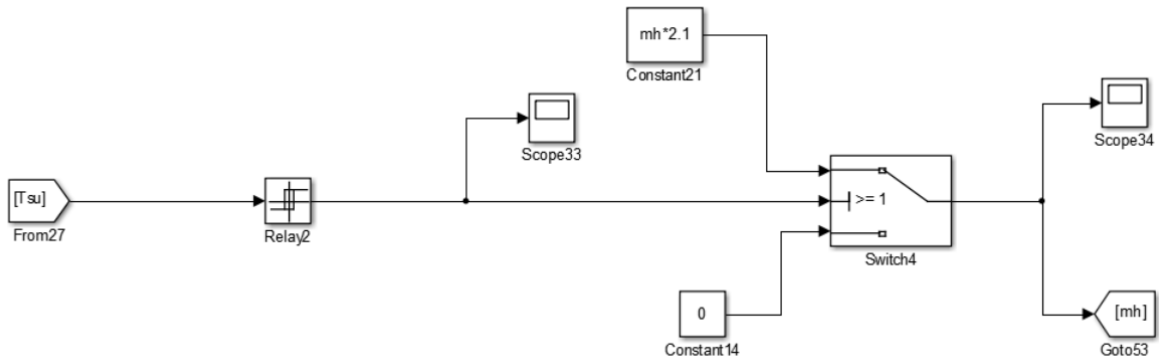 mh*2.1
Constant21
Scope33
Scope34
[Tsu]
From27
Relay2
>= 1
Switch4
0
Constant14
[mh]
Goto53